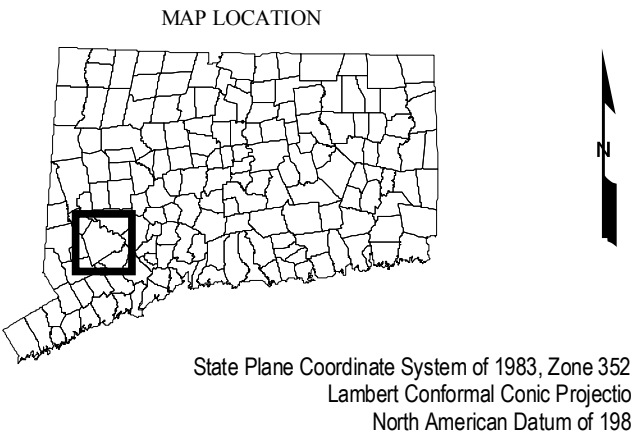 MAP LOCATION
N
State Plane Coordinate System of 1983, Zone 352
Lambert Conformal Conic Projectio
North American Datum of 198